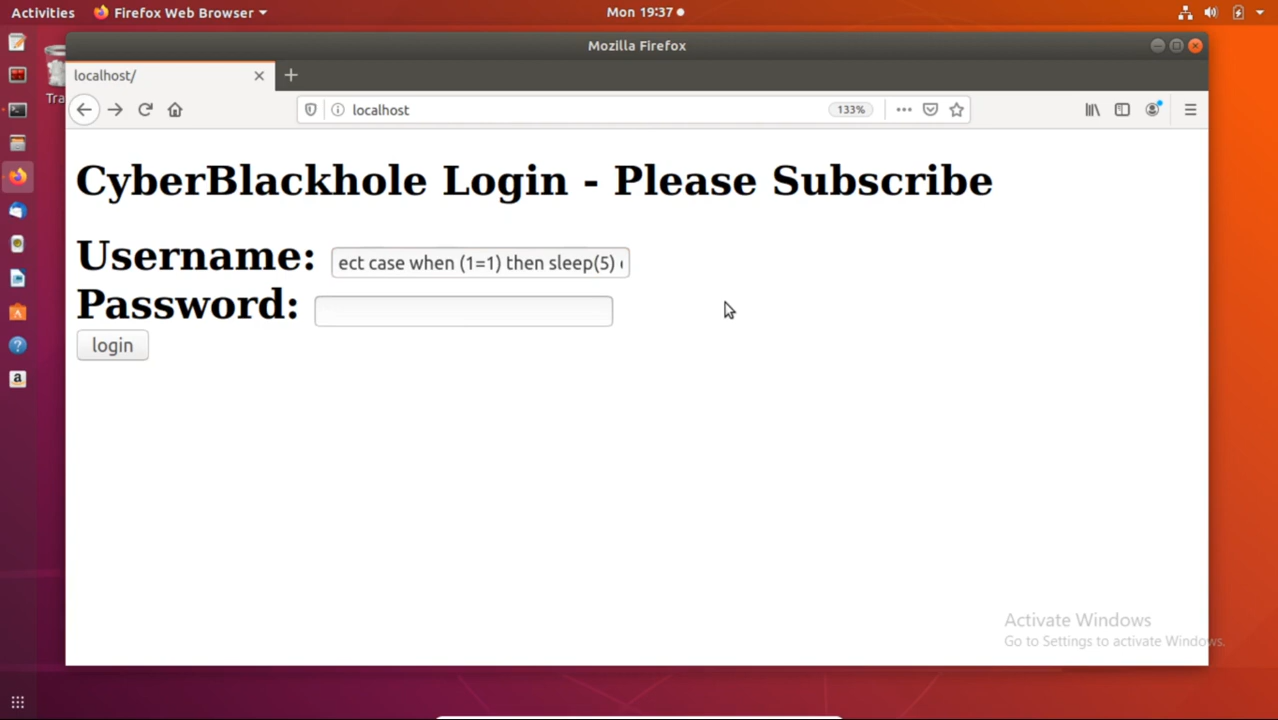 Activities Firefox Web Browser Mon 19:37
Mozilla Firefox
localhost/
localhost 133%
Tra
CyberBlackhole Login - Please Subscribe
Username: ect case when (1=1) then sleep(5)
Password:
login
Activate Windows
Go to Settings to activate Windows.